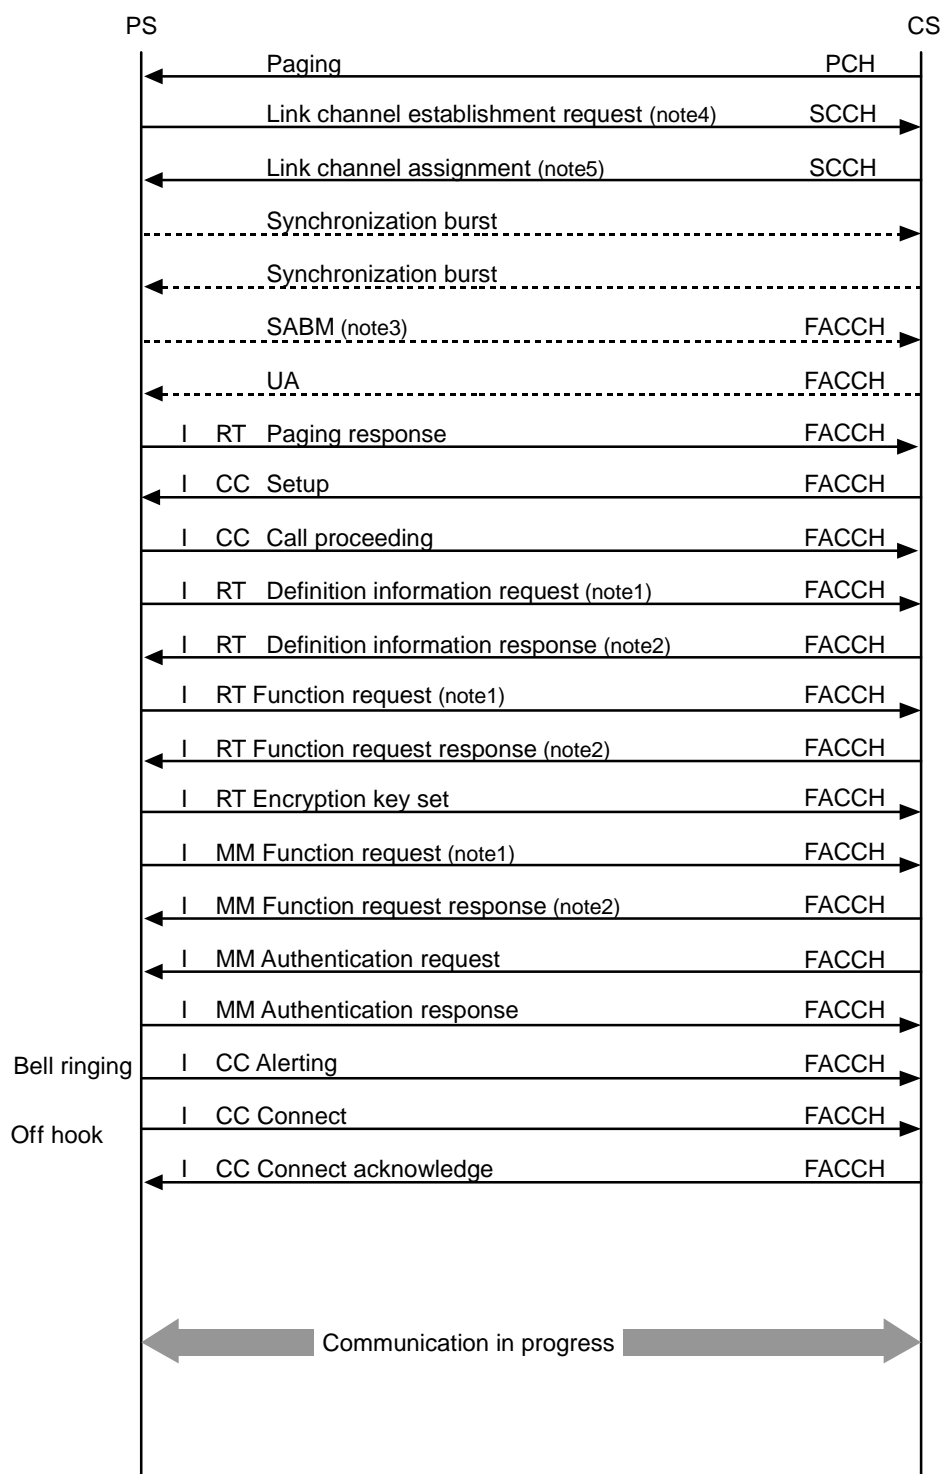 PS CS
Paging PCH
Link channel establishment request (note4) SCCH
Link channel assignment (note5) SCCH
Synchronization burst
Synchronization burst
SABM (note3) FACCH
UA FACCH
I RT Paging response FACCH
I CC Setup FACCH
I CC Call proceeding FACCH
I RT Definition information request (note1) FACCH
I RT Definition information response (note2) FACCH
I RT Function request (note1) FACCH
I RT Function request response (note2) FACCH
I RT Encryption key set FACCH
I MM Function request (note1) FACCH
I MM Function request response (note2) FACCH
I MM Authentication request FACCH
I MM Authentication response FACCH
Bell ringing I CC Alerting FACCH
Off hook I CC Connect FACCH
I CC Connect acknowledge FACCH
Communication in progress